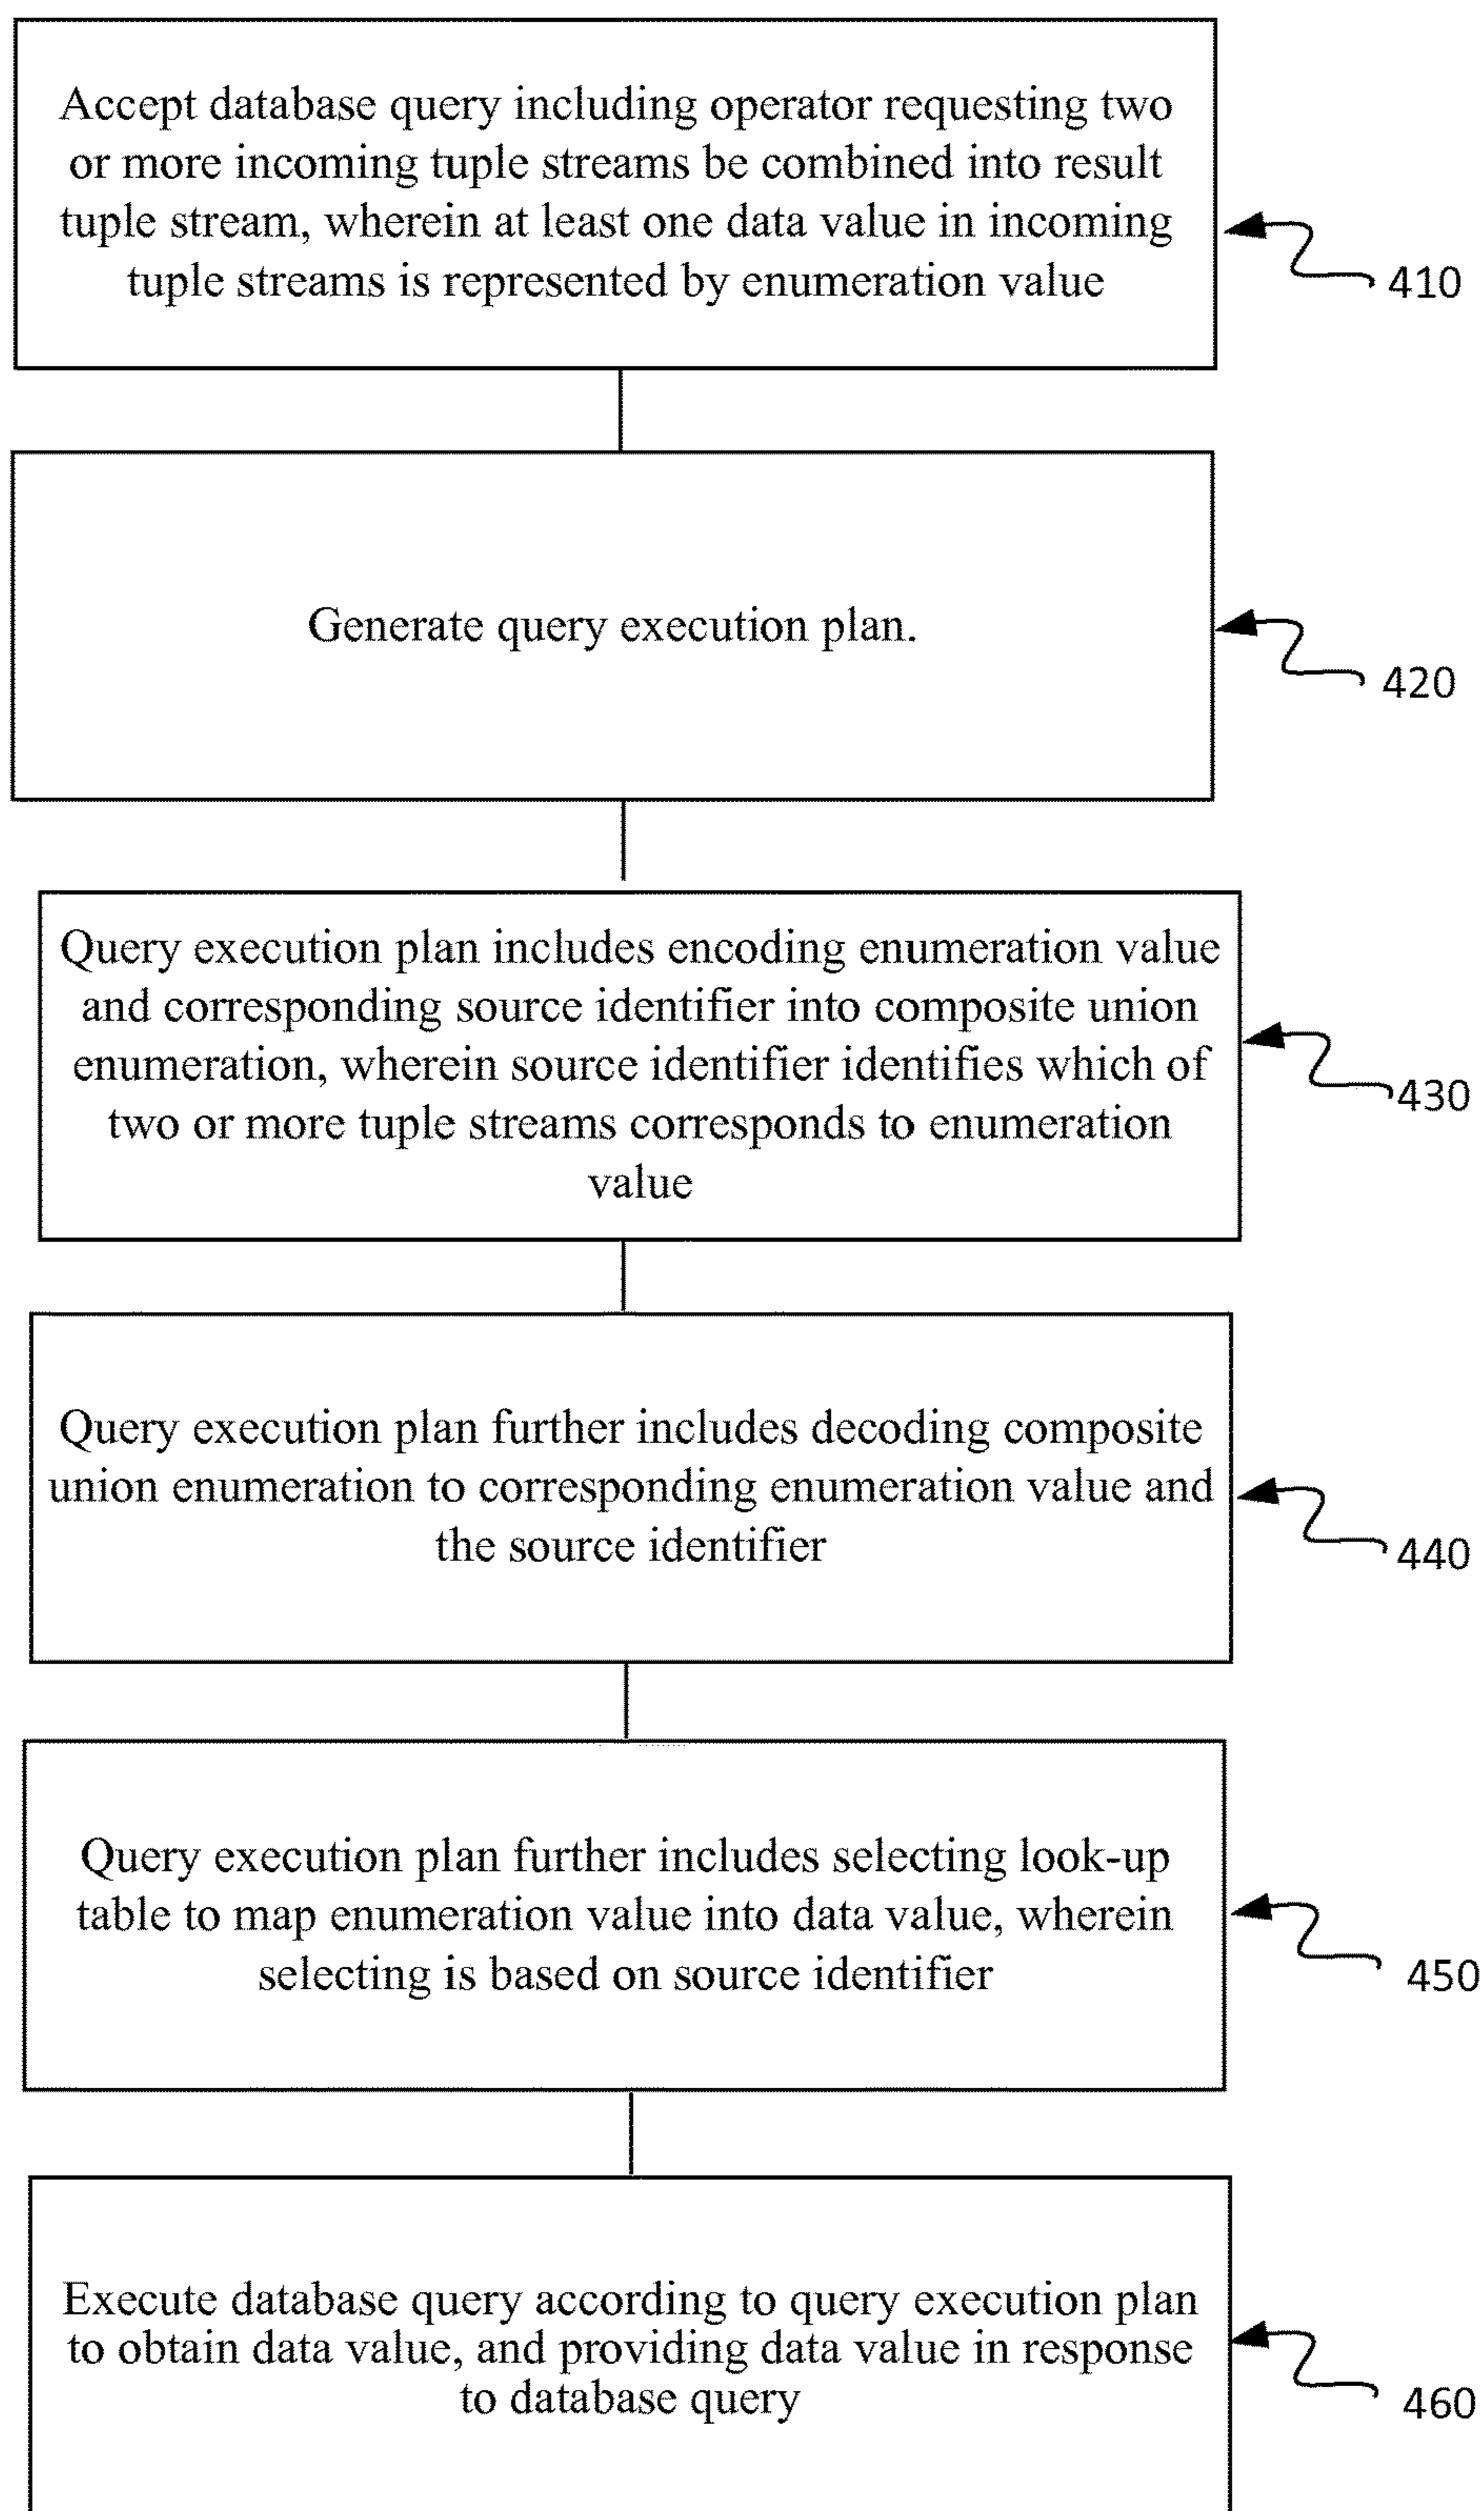 Accept database query including operator requesting two
or more incoming tuple streams be combined into result
tuple stream, wherein at least one data value in incoming
tuple streams is represented by enumeration value
410
Generate query execution plan.
420
Query execution plan includes encoding enumeration value
and corresponding source identifier into composite union
enumeration, wherein source identifier identifies which of
two or more tuple streams corresponds to enumeration
value
430
Query execution plan further includes decoding composite
union enumeration to corresponding enumeration value and
the source identifier
440
Query execution plan further includes selecting look-up
table to map enumeration value into data value, wherein
selecting is based on source identifier
450
Execute database query according to query execution plan
to obtain data value, and providing data value in response
to database query
460